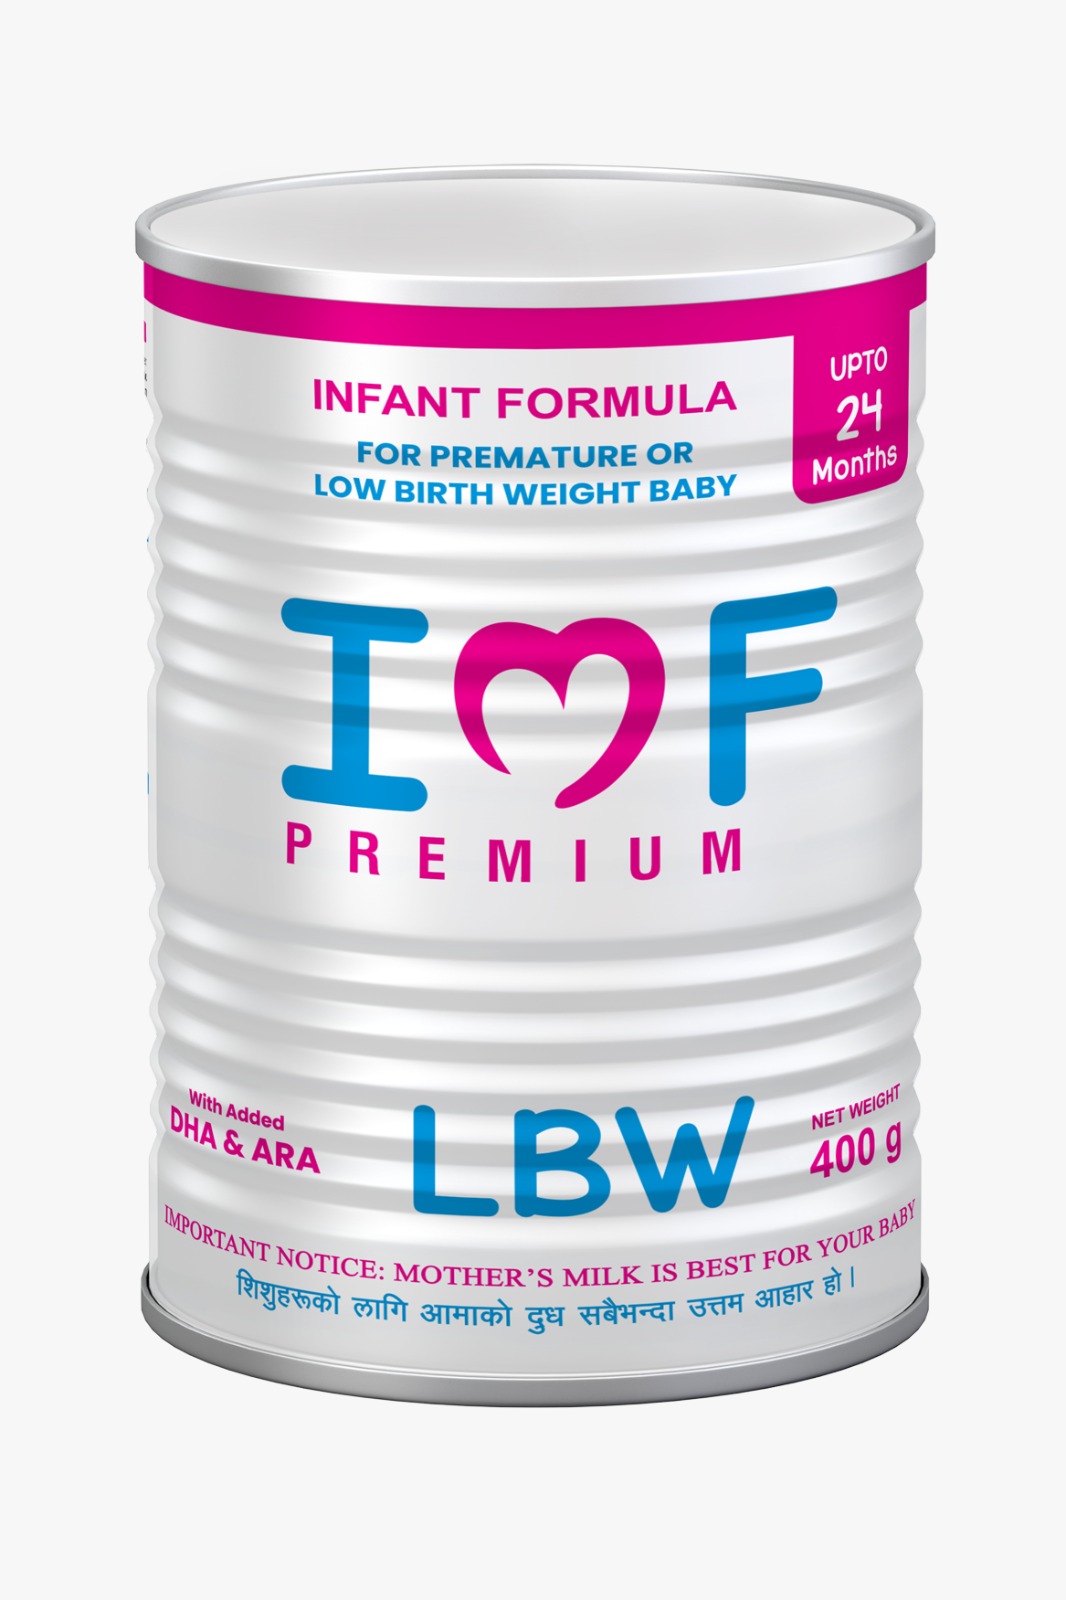 INFANT FORMULA
FOR PREMATURE OR
LOW BIRTH WEIGHT BABY
UPTO
24
Months
IMF
PREMIUM
With Added
DHA & ARA
LBW
NET WEIGHT
400 g
IMPORTANT NOTICE: MOTHER'S MILK IS BEST FOR YOUR BABY
शिशुहरूको लागि आमाको दुध सबैभन्दा उत्तम आहार हो।